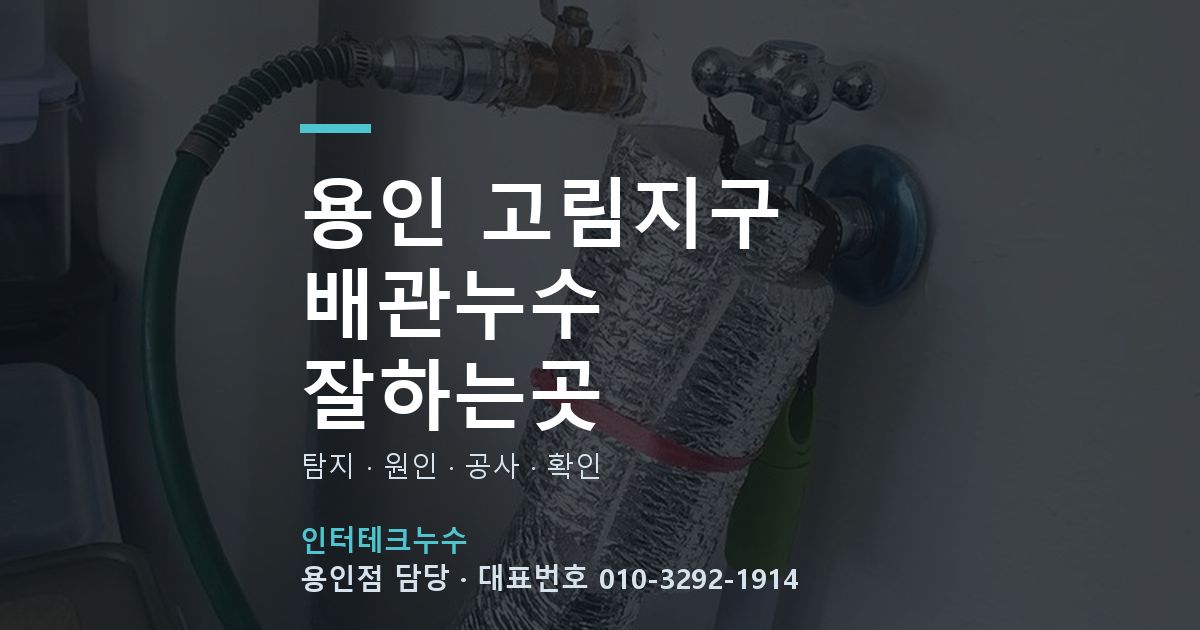 용인 고림지구
배관누수
잘하는곳
탐지 · 원인 · 공사 · 확인
인터테크누수
용인점 담당 · 대표번호 010-3292-1914